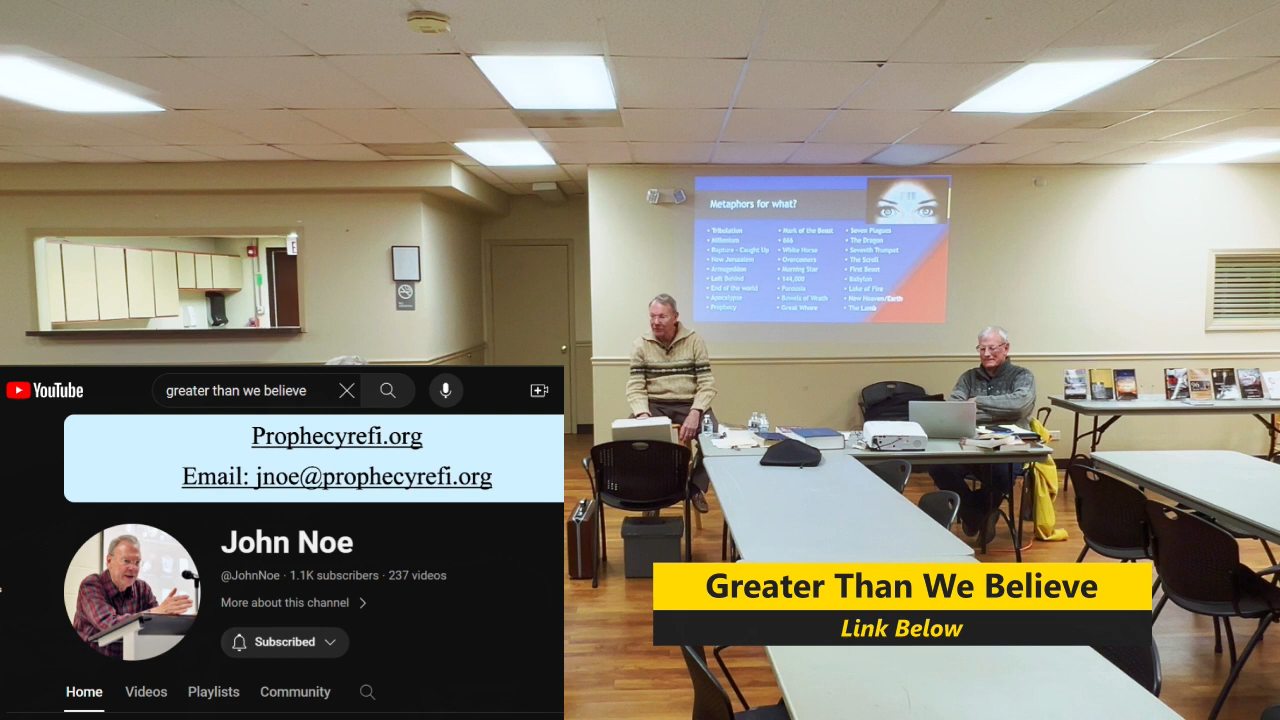 Metaphors for what?
• Tribulation
• Millenium
• Rapture - Caught Up
• New Jerusalem
• Armageddon
• Left Behind
• End of the world
• Apocalypse
• Prophecy
• Mark of the Beast
• 666
• White Horse
• Overcomers
• Morning Star
• 144,000
• Parousia
• Bowels of Wrath
• Great Whore
• Seven Plagues
• The Dragon
• Seventh Trumpet
• The Scroll
• First Beast
• Babylon
• Lake of Fire
• New Heaven/Earth
• The Lamb
YouTube
greater than we believe
Prophecyrefi.org
Email: jnoe@prophecyrefi.org
John Noe
@JohnNoe · 1.1K subscribers · 237 videos
More about this channel
Subscribed
Home Videos Playlists Community
Greater Than We Believe
Link Below